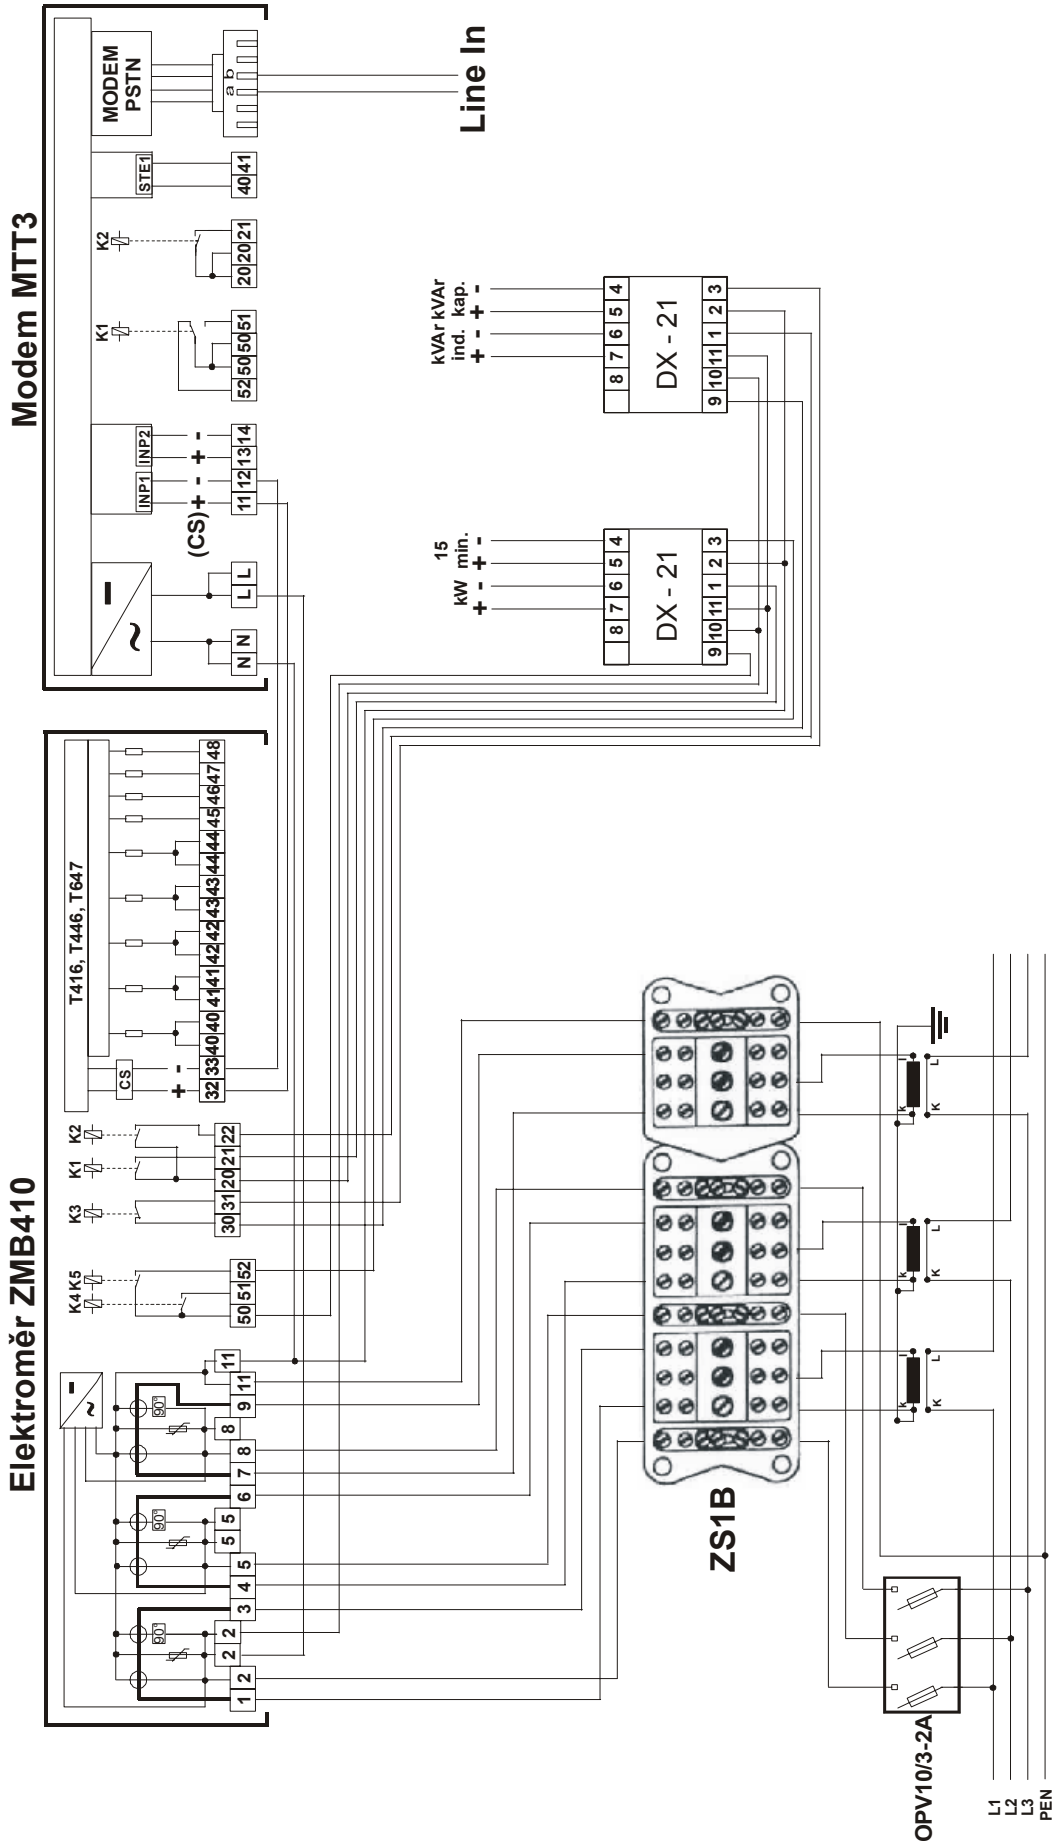 Modem MTT3
MODEM
PSTN
a b
Line In
STE1
40 41
K2
20 20 21
K1
52 50 50 51
INP1 INP2
(CS) + - + -
11 12 13 14
- ~
N N L L
Elektroměr ZMB410
T416, T446, T647
CS
+ -
32 33 40 40 41 41 42 42 43 43 44 44 45 46 47 48
K4 K5 K3 K1 K2
50 51 52 30 31 20 21 22
- ~
90° 90° 90°
1 2 2 2 3 4 5 5 5 6 7 8 8 9 11 11
kW 15 min.
+ - + -
8 7 6 5 4
DX - 21
9 10 11 1 2 3
kVAr ind. kVAr kap.
+ - + -
8 7 6 5 4
DX - 21
9 10 11 1 2 3
ZS1B
k l k l k l
K L K L K L
OPV10/3-2A
L1
L2
L3
PEN